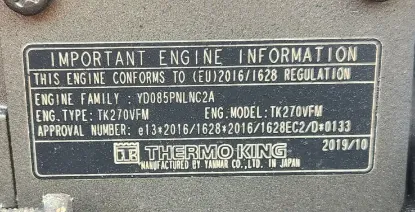 IMPORTANT ENGINE INFORMATION
THIS ENGINE CONFORMS TO (EU)2016/1628 REGULATION
ENGINE FAMILY : YD085PNLNC2A
ENG.TYPE: TK270VFM ENG.MODEL: TK270VFM
APPROVAL NUMBER: e13*2016/1628*2016/1628EC2/D*0133
TK THERMO KING 2019/10
MANUFACTURED BY YANMAR CO.,LTD. IN JAPAN